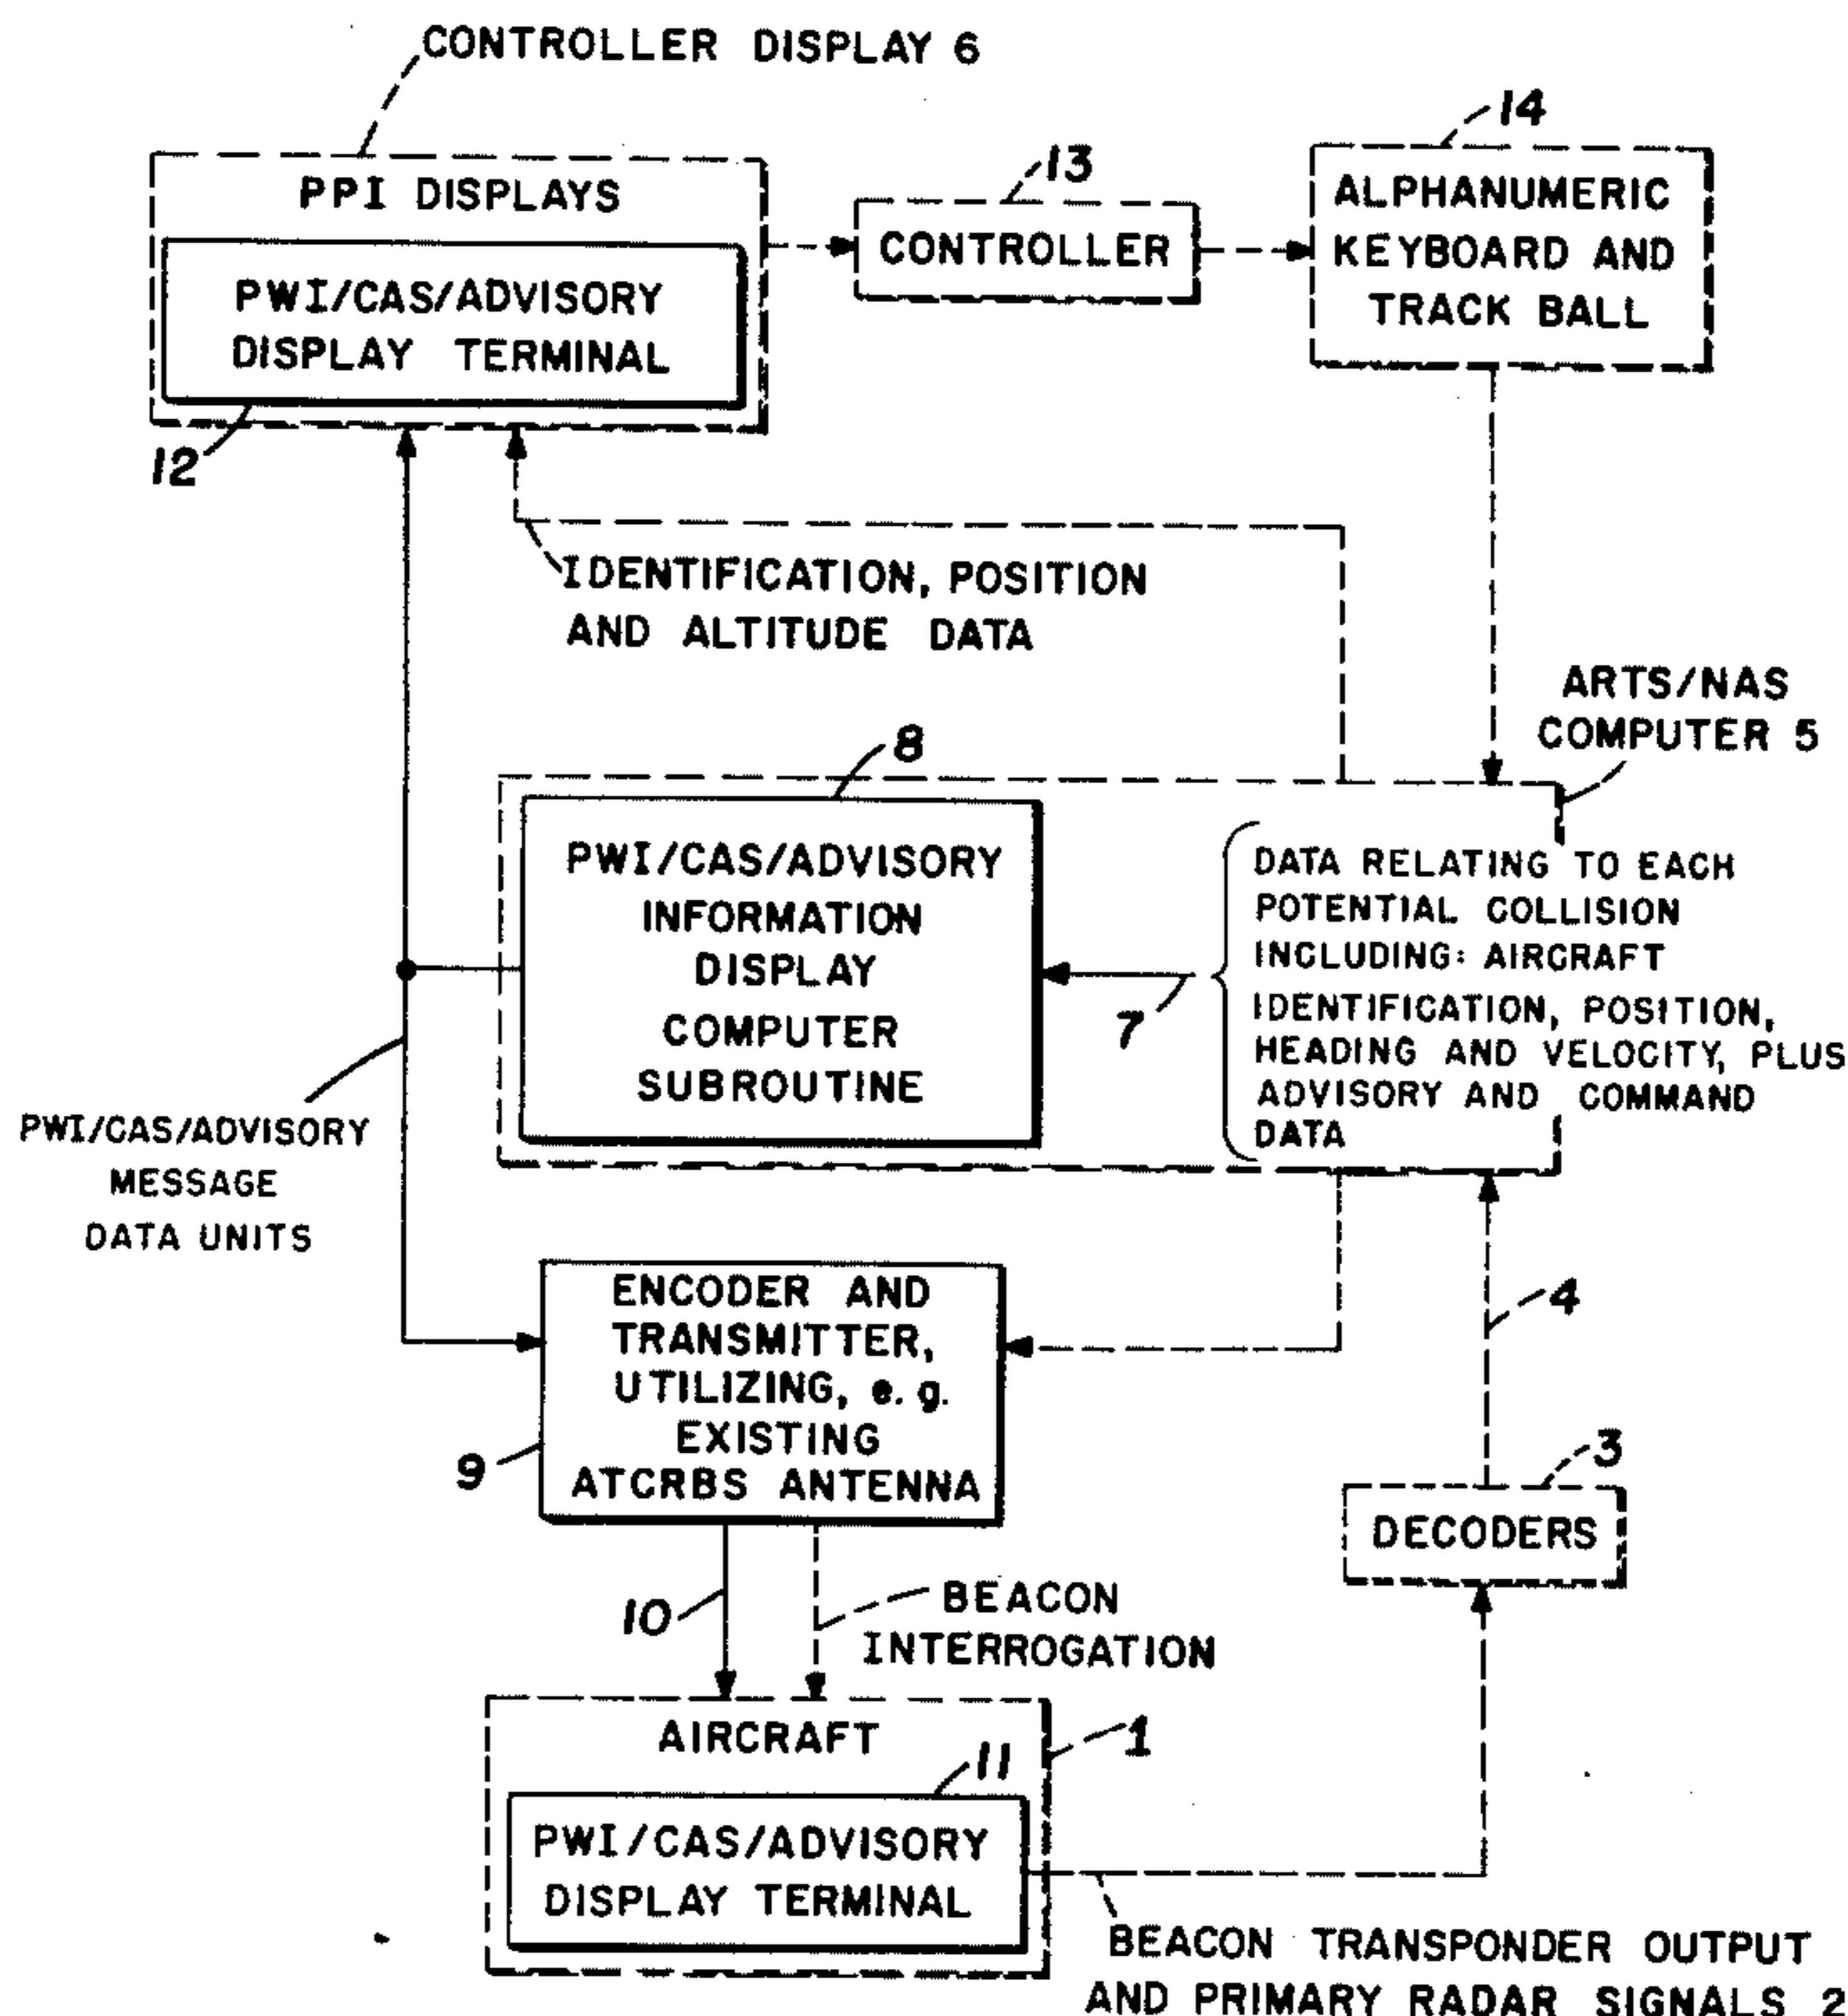 CONTROLLER DISPLAY 6
14
13
PPI DISPLAYS
PWI/CAS/ADVISORY
DISPLAY TERMINAL
12
CONTROLLER
ALPHANUMERIC
KEYBOARD AND
TRACK BALL
IDENTIFICATION, POSITION
AND ALTITUDE DATA
ARTS/NAS
COMPUTER 5
8
PWI/CAS/ADVISORY
INFORMATION
DISPLAY
COMPUTER
SUBROUTINE
7
DATA RELATING TO EACH
POTENTIAL COLLISION
INCLUDING: AIRCRAFT
IDENTIFICATION, POSITION,
HEADING AND VELOCITY, PLUS
ADVISORY AND COMMAND
DATA
PWI/CAS/ADVISORY
MESSAGE
DATA UNITS
ENCODER AND
TRANSMITTER,
UTILIZING, e.g.
EXISTING
ATCRBS ANTENNA
9
4
3
DECODERS
10
BEACON
INTERROGATION
AIRCRAFT
1
11
PWI/CAS/ADVISORY
DISPLAY TERMINAL
BEACON TRANSPONDER OUTPUT
AND PRIMARY RADAR SIGNALS 2